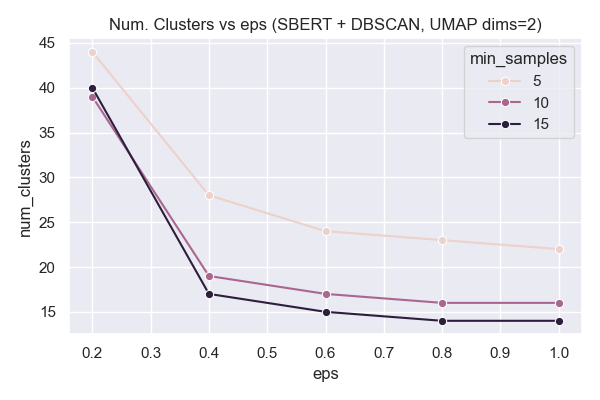 Num. Clusters vs eps (SBERT + DBSCAN, UMAP dims=2)
min_samples
5
10
15
num_clusters
45
40
35
30
25
20
15
0.2 0.3 0.4 0.5 0.6 0.7 0.8 0.9 1.0
eps